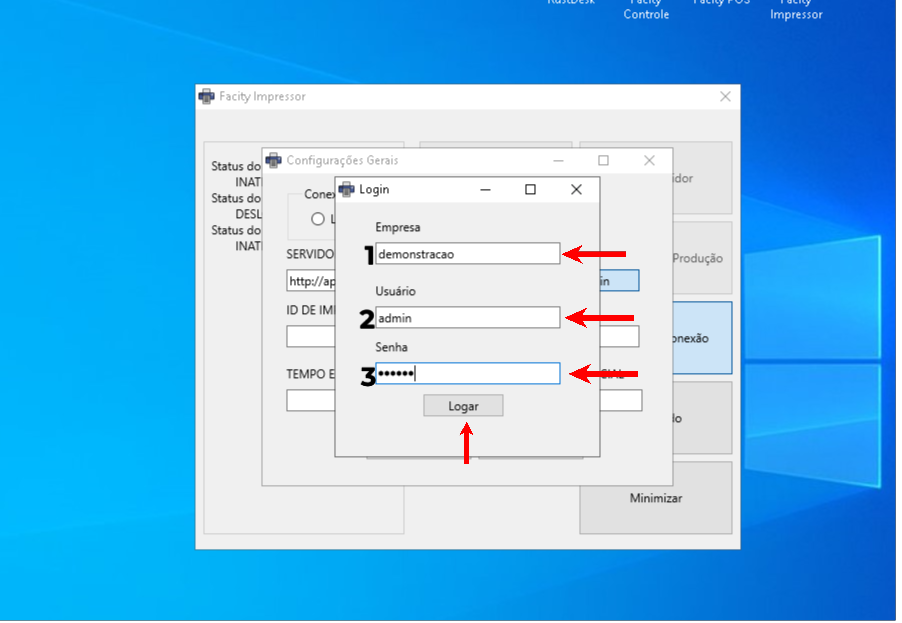 RustDesk
Facity
Controle
Facity POS
Facity
Impressor
Facity Impressor
Configurações Gerais
Login
Status do
INATI
Status do
DESL
Status do
INAT
Conex
L
SERVIDO
http://ap
in
ID DE IMI
TEMPO E
Empresa
1
demonstracao
Usuário
2
admin
Senha
3
••••••
Logar
idor
Produção
onexão
lo
Minimizar